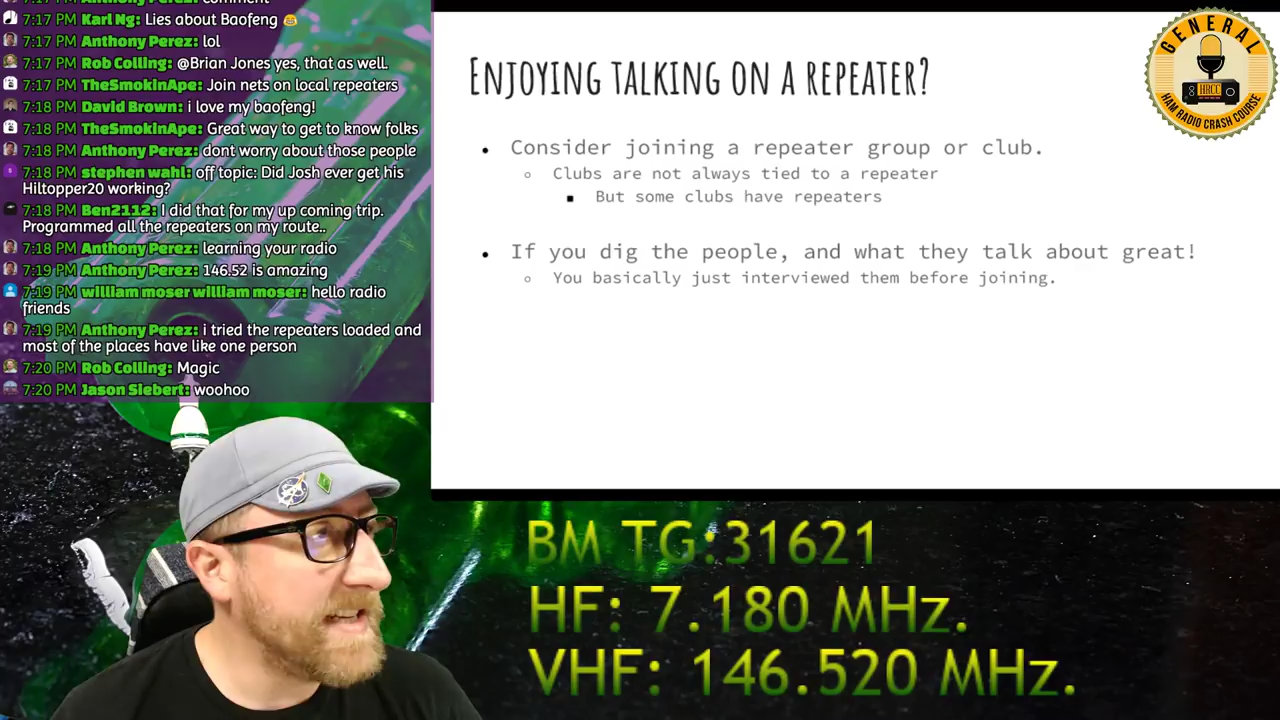 comment
7:17 PM Karl Ng: Lies about Baofeng 😂
7:17 PM Anthony Perez: lol
7:17 PM Rob Colling: @Brian Jones yes, that as well.
7:17 PM TheSmokinApe: Join nets on local repeaters
7:18 PM David Brown: i love my baofeng!
7:18 PM TheSmokinApe: Great way to get to know folks
7:18 PM Anthony Perez: dont worry about those people
7:18 PM stephen wahl: off topic: Did Josh ever get his
Hiltopper20 working?
7:18 PM Ben2112: I did that for my up coming trip.
Programmed all the repeaters on my route..
7:18 PM Anthony Perez: learning your radio
7:19 PM Anthony Perez: 146.52 is amazing
7:19 PM william moser william moser: hello radio
friends
7:19 PM Anthony Perez: i tried the repeaters loaded and
most of the places have like one person
7:20 PM Rob Colling: Magic
7:20 PM Jason Siebert: woohoo
ENJOYING TALKING ON A REPEATER?
• Consider joining a repeater group or club.
○ Clubs are not always tied to a repeater
■ But some clubs have repeaters
• If you dig the people, and what they talk about great!
○ You basically just interviewed them before joining.
GENERAL
HRCC
HAM RADIO CRASH COURSE
BM TG:31621
HF: 7.180 MHz.
VHF: 146.520 MHz.